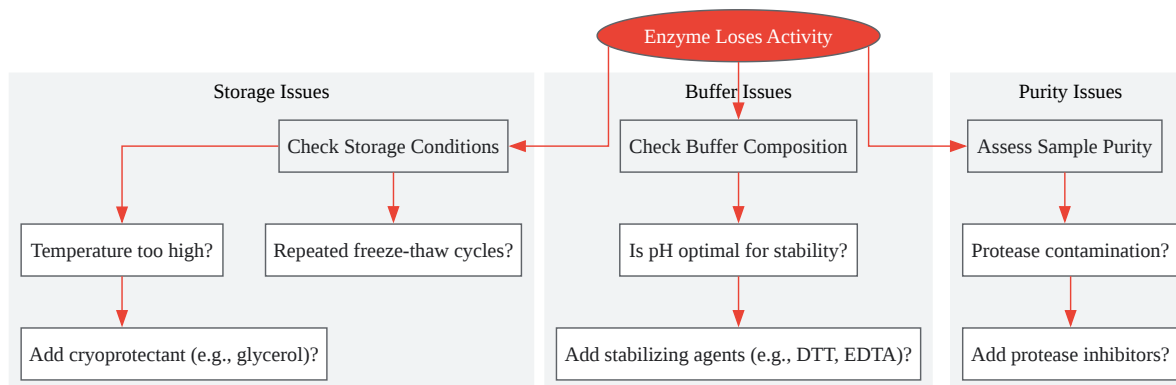 Enzyme Loses Activity
Storage Issues
Buffer Issues
Purity Issues
Check Storage Conditions
Check Buffer Composition
Assess Sample Purity
Temperature too high?
Repeated freeze-thaw cycles?
Is pH optimal for stability?
Protease contamination?
Add cryoprotectant (e.g., glycerol)?
Add stabilizing agents (e.g., DTT, EDTA)?
Add protease inhibitors?